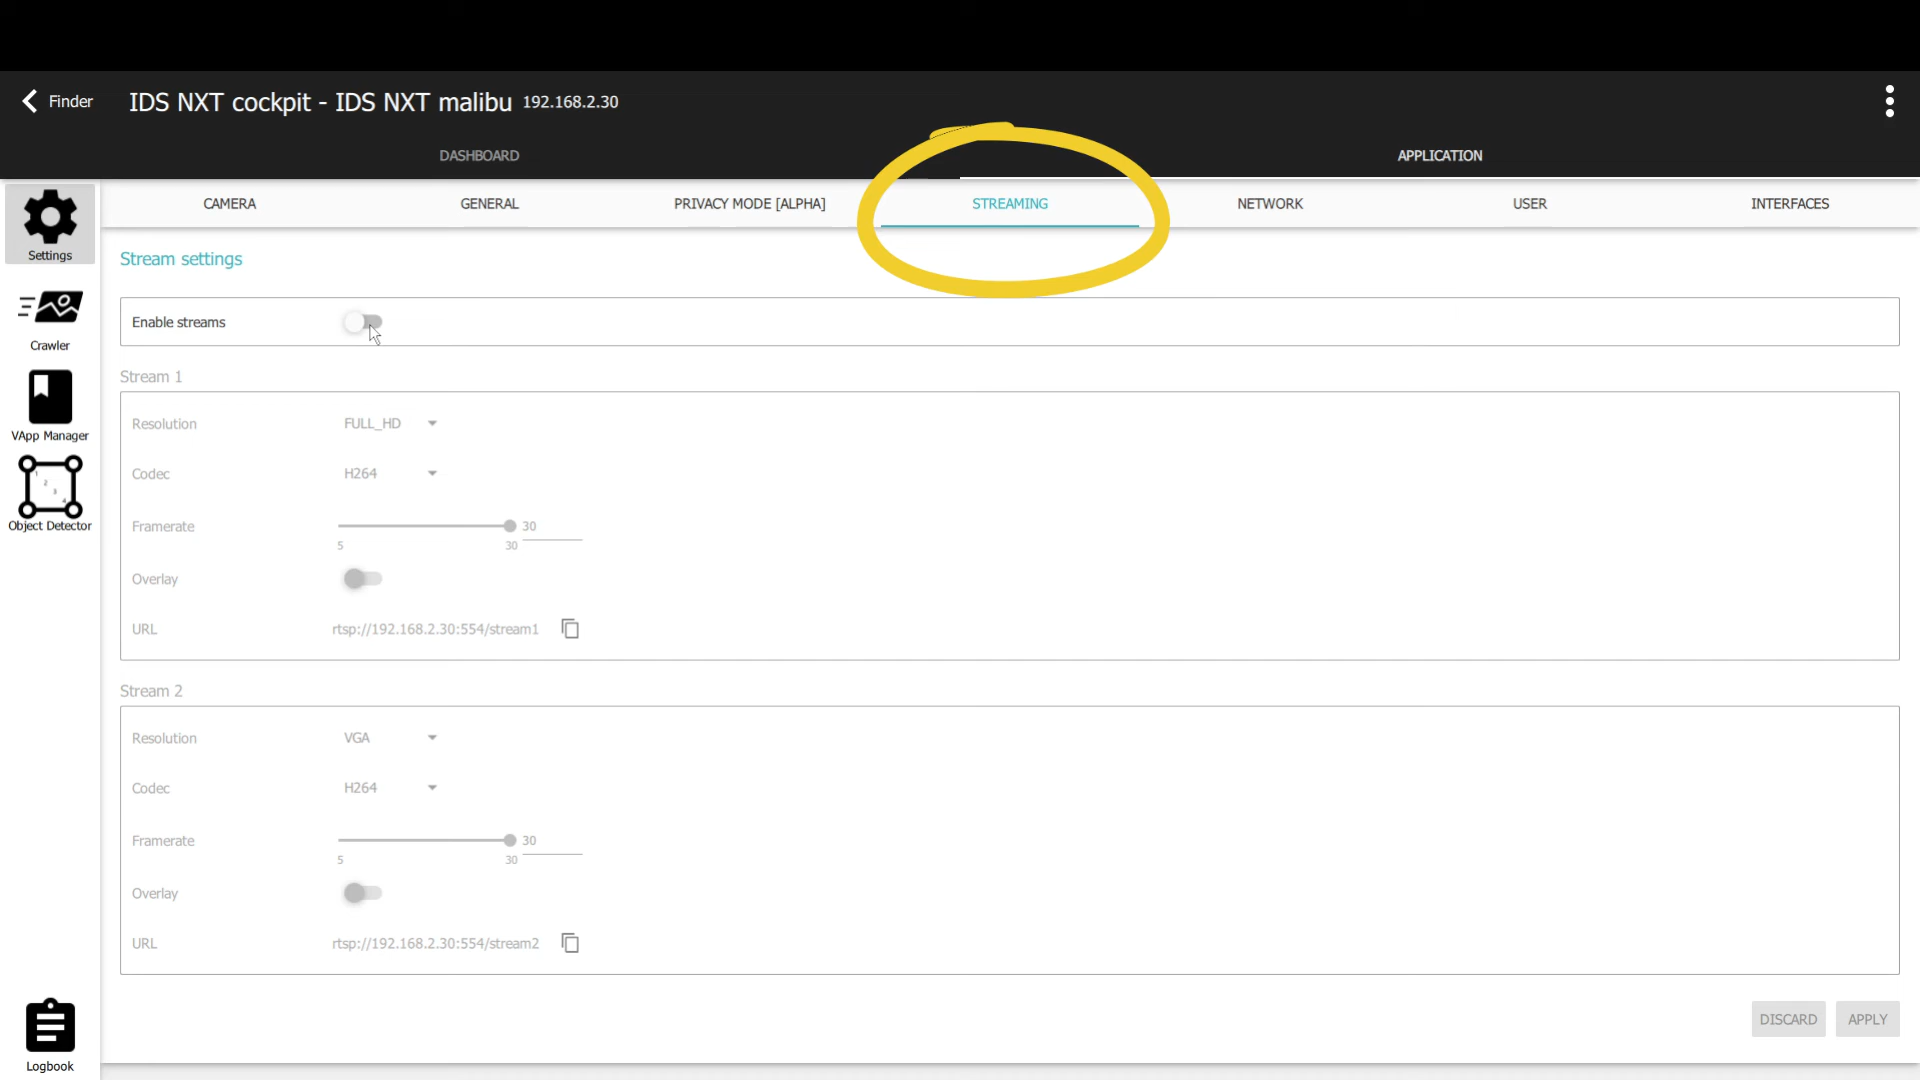 Finder
IDS NXT cockpit - IDS NXT malibu 192.168.2.30
DASHBOARD
APPLICATION
CAMERA
GENERAL
PRIVACY MODE [ALPHA]
STREAMING
NETWORK
USER
INTERFACES
Settings
Crawler
VApp Manager
Object Detector
Logbook
Stream settings
Enable streams
Stream 1
Resolution FULL_HD
Codec H264
Framerate 30
5 30
Overlay
URL rtsp://192.168.2.30:554/stream1
Stream 2
Resolution VGA
Codec H264
Framerate 30
5 30
Overlay
URL rtsp://192.168.2.30:554/stream2
DISCARD
APPLY